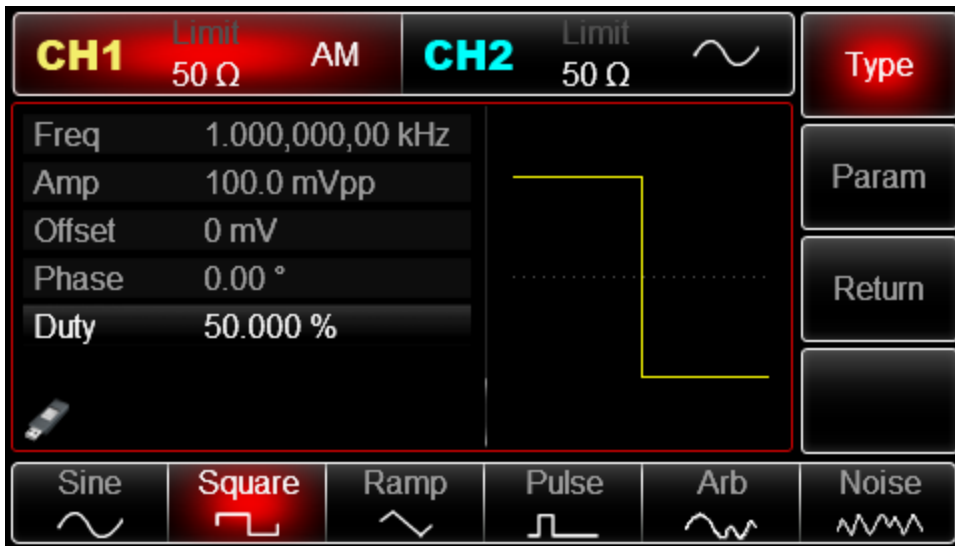 CH1 Limit 50 Ω AM CH2 Limit 50 Ω
Type
Freq 1.000,000,00 kHz
Amp 100.0 mVpp
Param
Offset 0 mV
Phase 0.00 °
Return
Duty 50.000 %
Sine Square Ramp Pulse Arb Noise